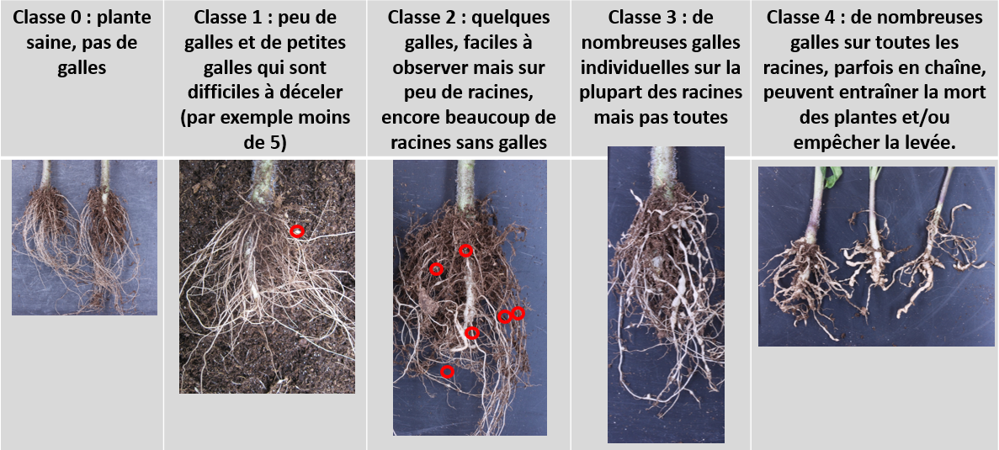 Classe 0 : plante
saine, pas de
galles
Classe 1 : peu de
galles et de petites
galles qui sont
difficiles à déceler
(par exemple moins
de 5)
Classe 2 : quelques
galles, faciles à
observer mais sur
peu de racines,
encore beaucoup de
racines sans galles
Classe 3 : de
nombreuses galles
individuelles sur la
plupart des racines
mais pas toutes
Classe 4 : de nombreuses
galles sur toutes les
racines, parfois en chaîne,
peuvent entraîner la mort
des plantes et/ou
empêcher la levée.